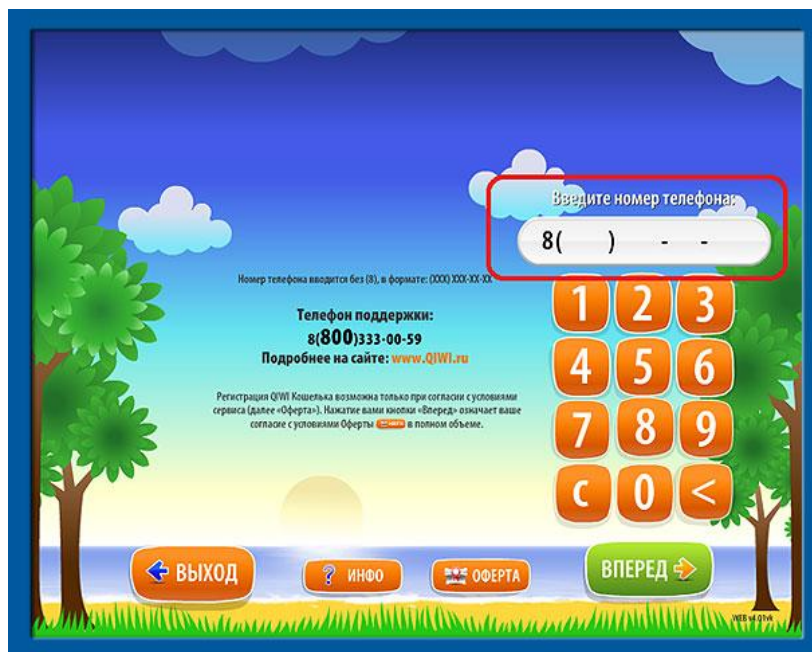 Введите номер телефона:
8( ) - -
Номер телефона вводится без (8), в формате: (XXX) XXX-XX-XX
Телефон поддержки:
8(800)333-00-59
Подробнее на сайте: www.QIWI.ru
Регистрация QIWI Кошелька возможна только при согласии с условиями
сервиса (далее «Оферта»). Нажатие вами кнопки «Вперед» означает ваше
согласие с условиями Оферты в полном объеме.
1 2 3
4 5 6
7 8 9
С 0 <
ВЫХОД
? ИНФО
ОФЕРТА
ВПЕРЕД
WEB v4.01vk